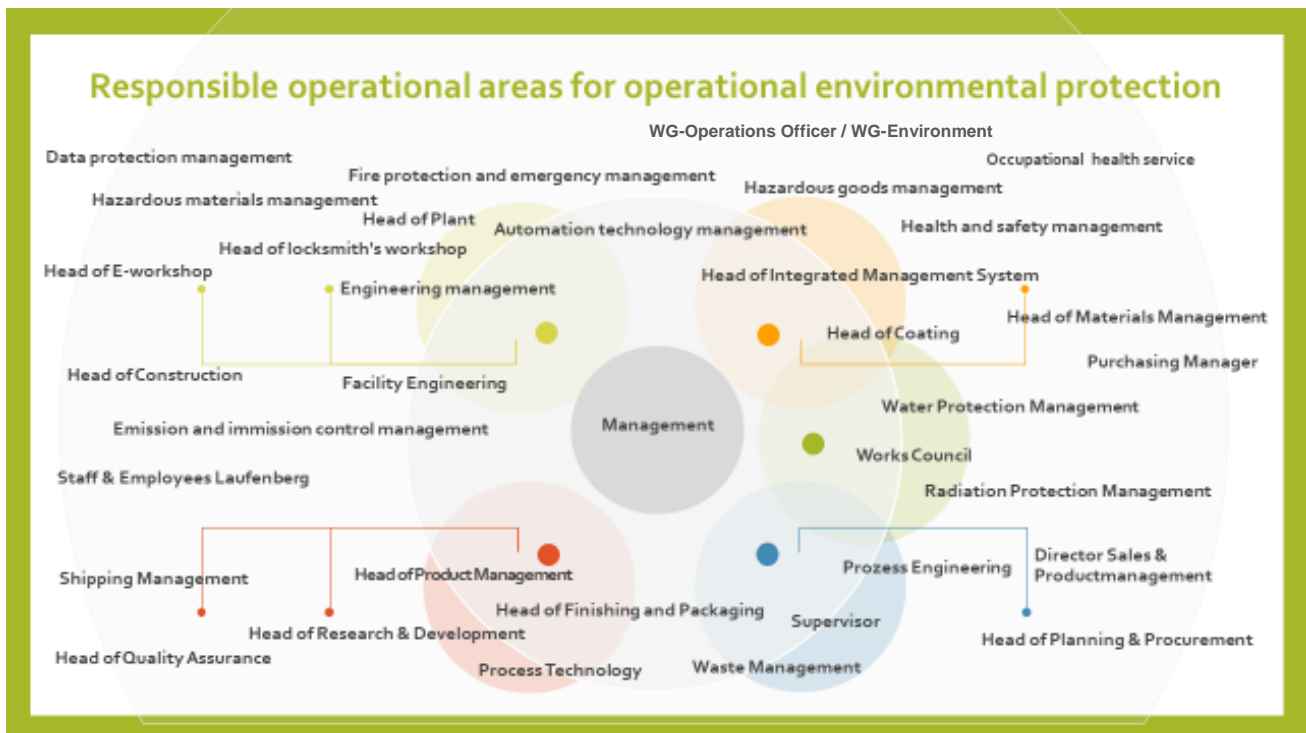 Responsible operational areas for operational environmental protection
WG-Operations Officer / WG-Environment
Data protection management
Occupational health service
Fire protection and emergency management
Hazardous goods management
Hazardous materials management
Head of Plant
Automation technology management
Health and safety management
Head of locksmith's workshop
Head of E-workshop
Head of Integrated Management System
Engineering management
Head of Materials Management
Head of Coating
Purchasing Manager
Head of Construction
Facility Engineering
Water Protection Management
Management
Emission and immission control management
Works Council
Staff & Employees Laufenberg
Radiation Protection Management
Director Sales &
Productmanagement
Prozess Engineering
Shipping Management
Head of Product Management
Head of Finishing and Packaging
Supervisor
Head of Research & Development
Head of Planning & Procurement
Head of Quality Assurance
Process Technology
Waste Management